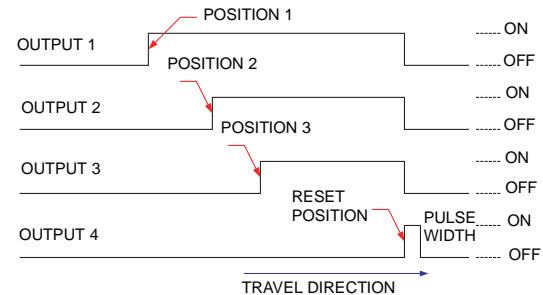 POSITION 1
OUTPUT 1
ON
OFF
POSITION 2
OUTPUT 2
ON
OFF
POSITION 3
OUTPUT 3
ON
OFF
RESET
POSITION
PULSE
WIDTH
OUTPUT 4
ON
OFF
TRAVEL DIRECTION